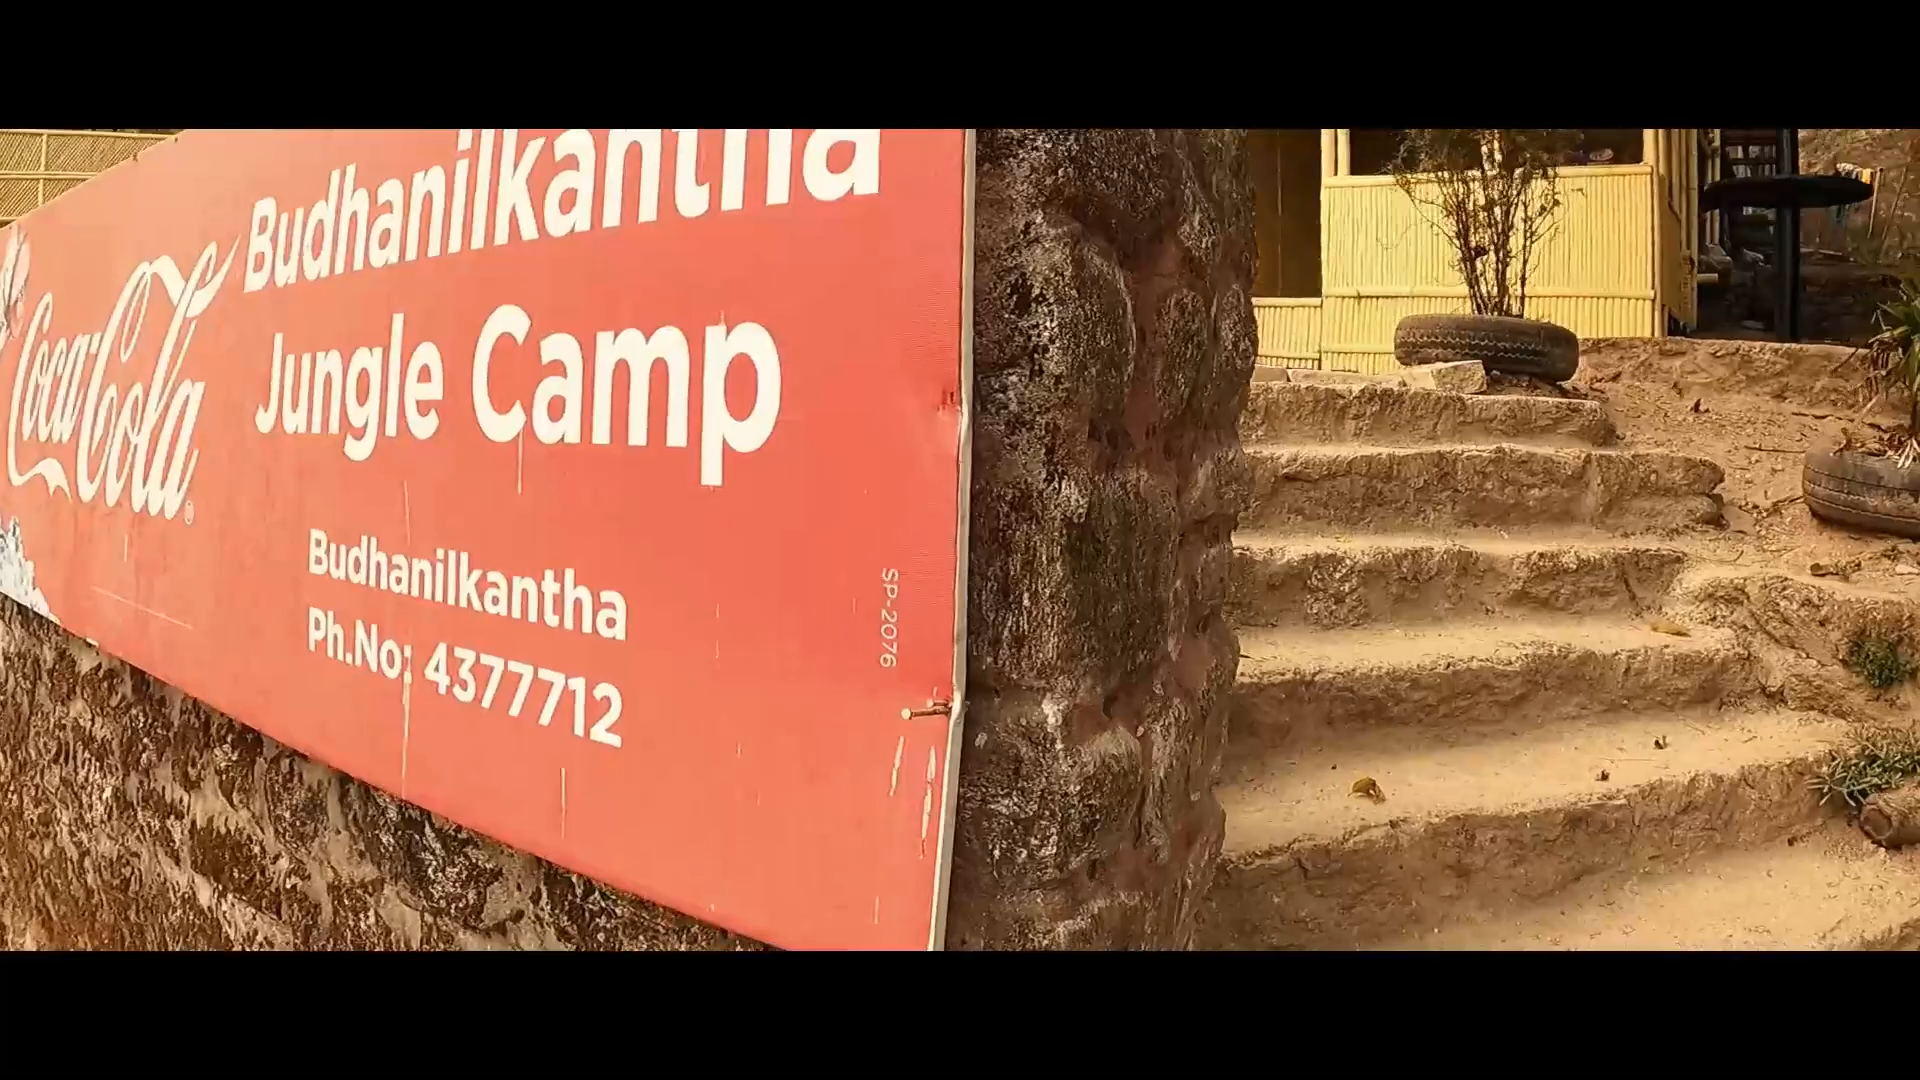 Coca-Cola
Budhanilkantha
Jungle Camp
Budhanilkantha
Ph.No: 4377712
SP-2076